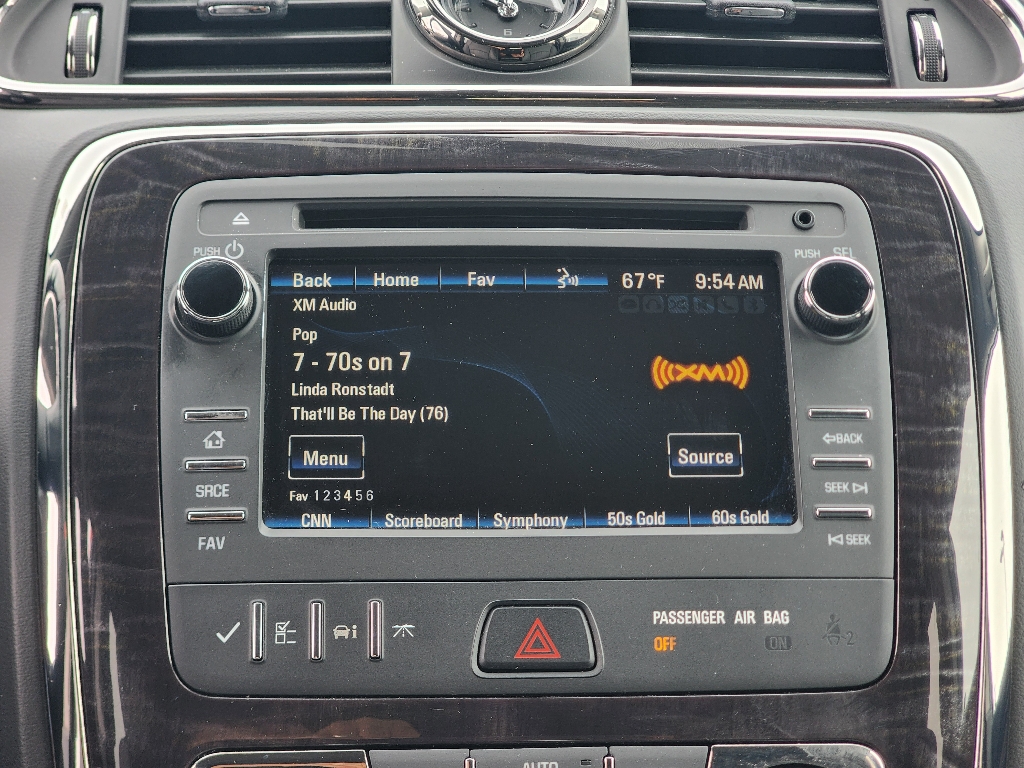 6
PUSH
PUSH SEL
Back Home Fav 67°F 9:54 AM
XM Audio
Pop
7 - 70s on 7
Linda Ronstadt
That'll Be The Day (76)
XM
Menu
Source
Fav 1 2 3 4 5 6
CNN Scoreboard Symphony 50s Gold 60s Gold
SRCE
FAV
BACK
SEEK
SEEK
i
PASSENGER AIR BAG
OFF ON
2
AUTO